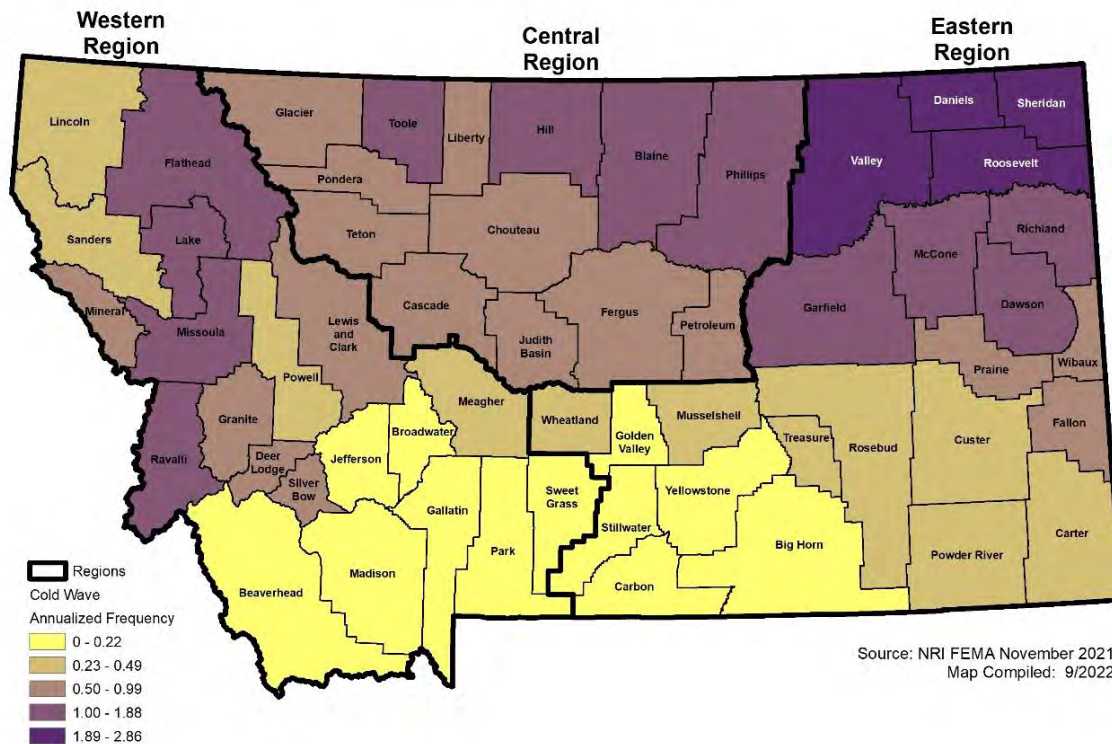 Western
Region
Central
Region
Eastern
Region
Lincoln
Flathead
Glacier
Toole
Liberty
Hill
Blaine
Phillips
Valley
Daniels
Sheridan
Roosevelt
Pondera
Teton
Chouteau
Sanders
Lake
Richland
McCone
Dawson
Garfield
Mineral
Missoula
Lewis
and
Clark
Cascade
Judith
Basin
Fergus
Petroleum
Prairie
Wibaux
Powell
Granite
Ravalli
Deer
Lodge
Silver
Bow
Jefferson
Broadwater
Meagher
Wheatland
Golden
Valley
Musselshell
Treasure
Rosebud
Custer
Fallon
Gallatin
Park
Sweet
Grass
Stillwater
Yellowstone
Big Horn
Powder River
Carter
Beaverhead
Madison
Carbon
Regions
Cold Wave
Annualized Frequency
0 - 0.22
0.23 - 0.49
0.50 - 0.99
1.00 - 1.88
1.89 - 2.86
Source: NRI FEMA November 2021
Map Compiled: 9/2022